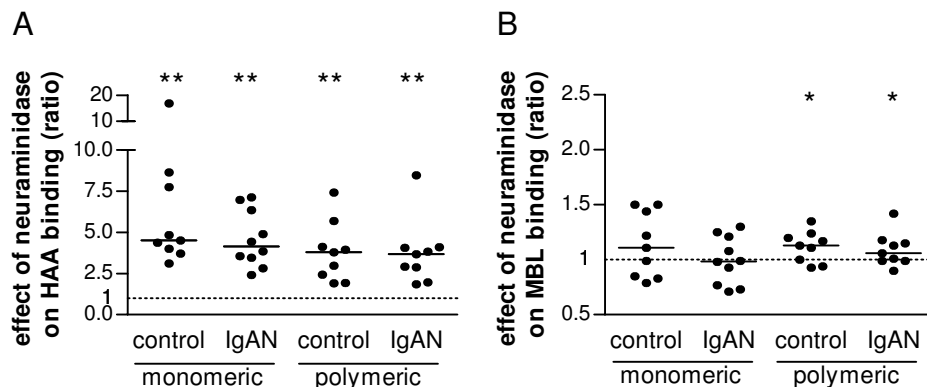 A
effect of neuraminidase
on HAA binding (ratio)
** ** ** **
20
10
10.0
7.5
5.0
2.5
1
0.0
control IgAN control IgAN
monomeric polymeric
B
effect of neuraminidase
on MBL binding (ratio)
* *
2.5
2.0
1.5
1
0.5
control IgAN control IgAN
monomeric polymeric